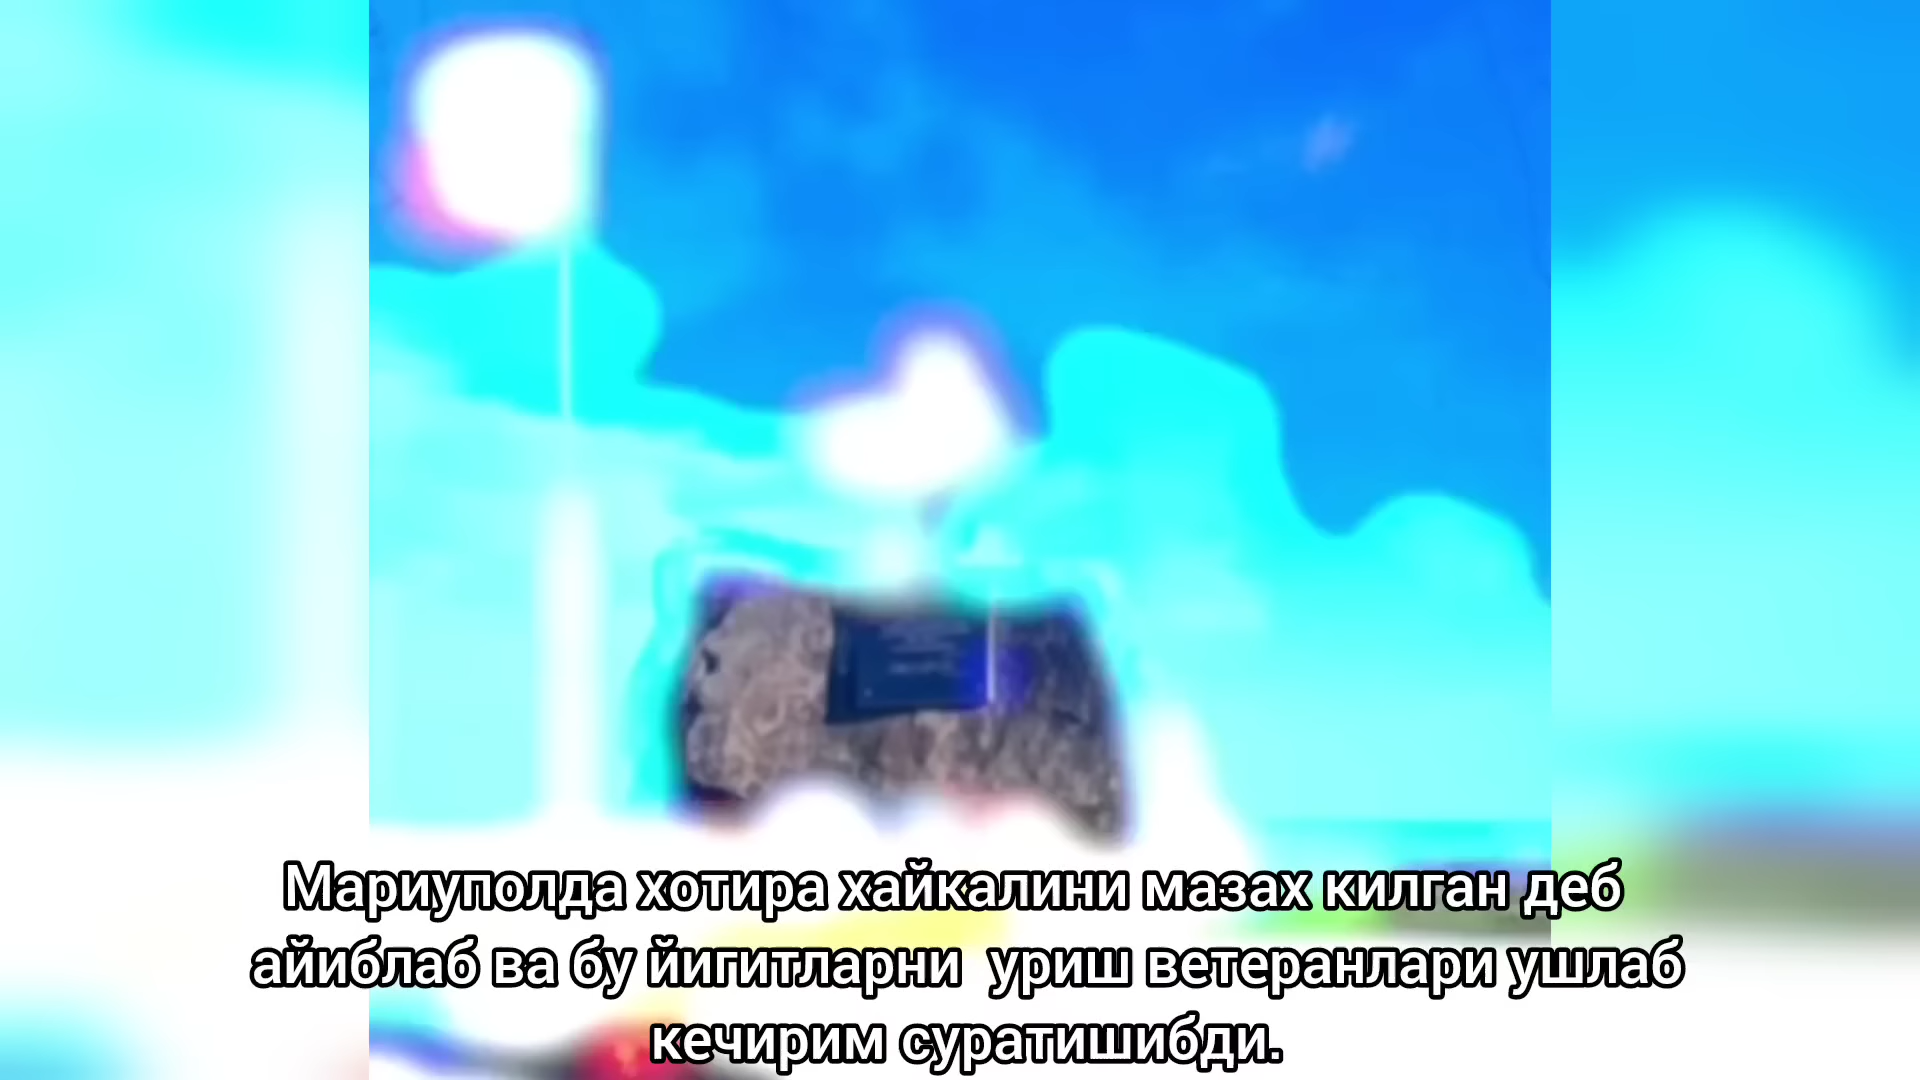 Мариуполда хотира хайкалини мазах килган деб
айиблаб ва бу йигитларни уриш ветеранлари ушлаб
кечирим суратишибди.